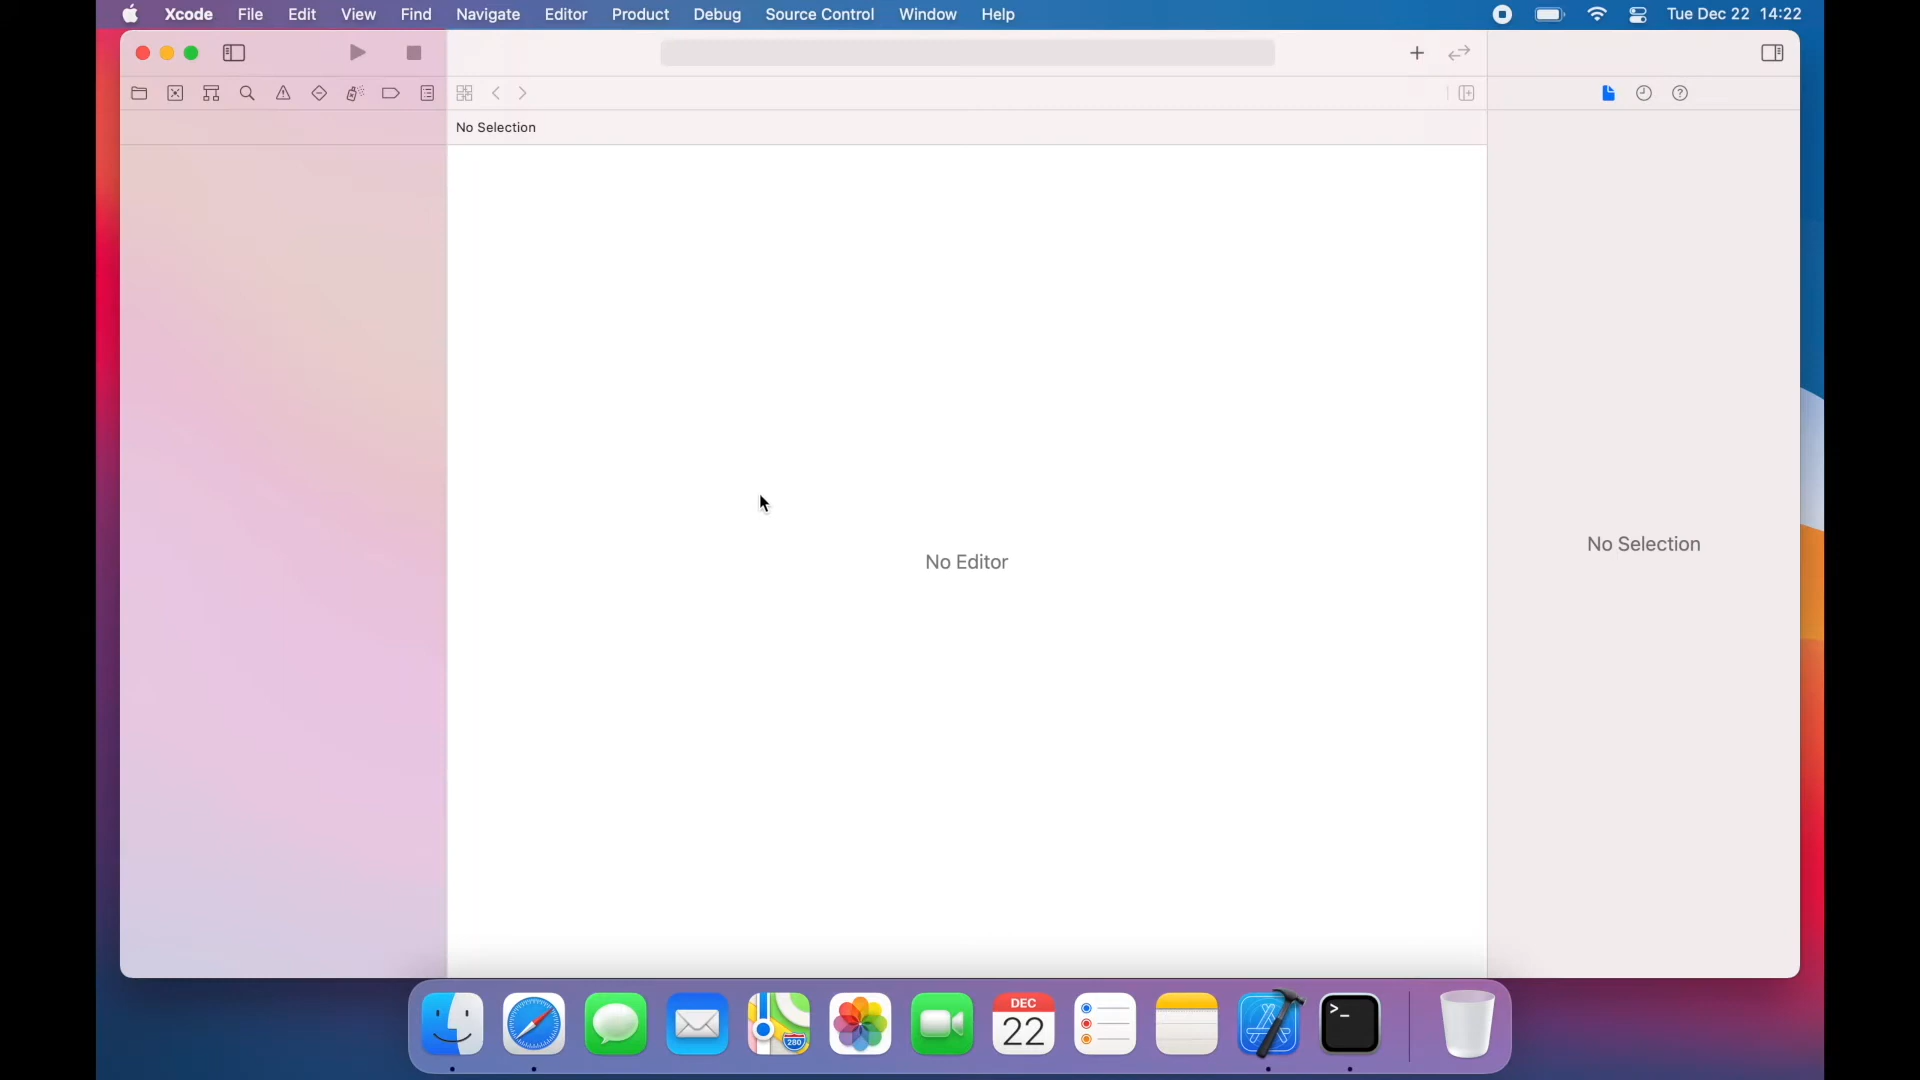 Xcode File Edit View Find Navigate Editor Product Debug Source Control Window Help Tue Dec 22 14:22
No Selection
No Selection
No Editor
DEC
22
280
>_